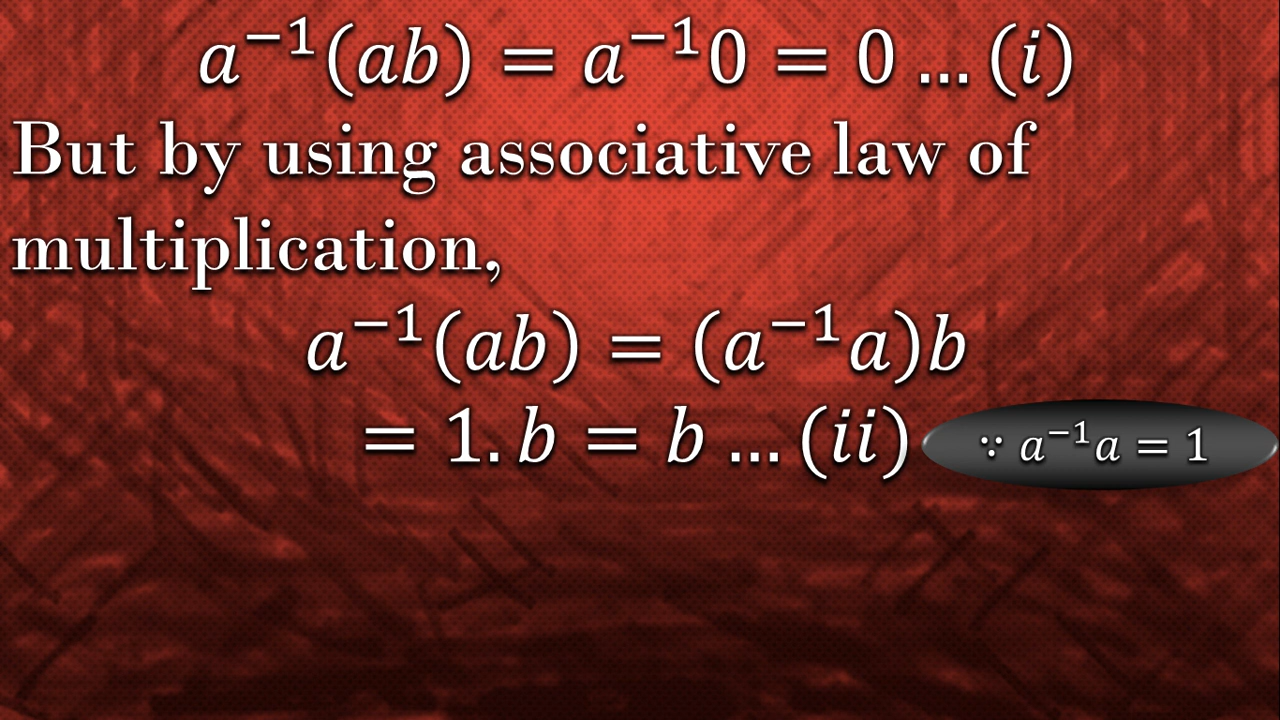 a⁻¹(ab) = a⁻¹0 = 0 ... (i)
But by using associative law of
multiplication,
a⁻¹(ab) = (a⁻¹a)b
= 1. b = b ... (ii) ∵ a⁻¹a = 1